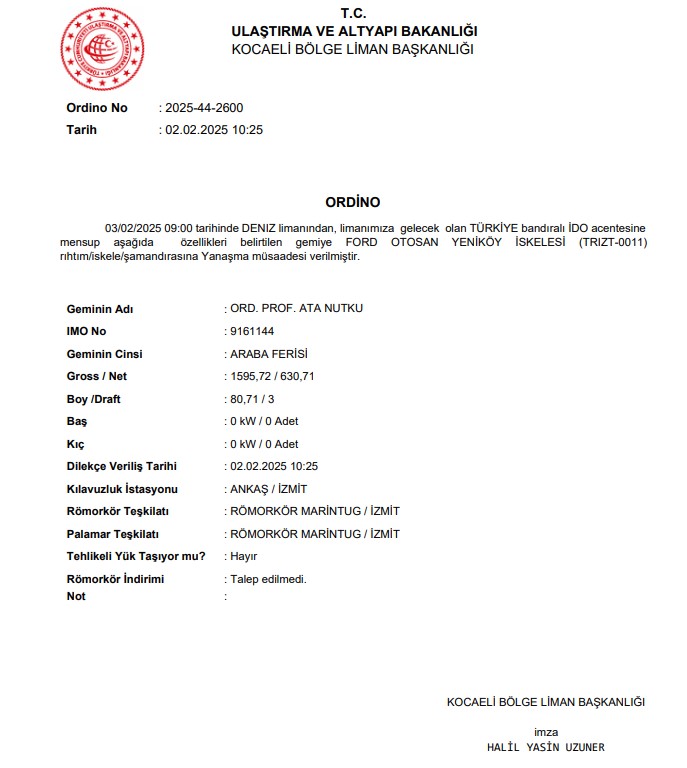 T.C.
ULAŞTIRMA VE ALTYAPI BAKANLIĞI
KOCAELİ BÖLGE LİMAN BAŞKANLIĞI
Ordino No : 2025-44-2600
Tarih : 02.02.2025 10:25
ORDİNO
03/02/2025 09:00 tarihinde DENIZ limanından, limanımıza gelecek olan TÜRKİYE bandıralı İDO acentesine
mensup aşağıda özellikleri belirtilen gemiye FORD OTOSAN YENİKÖY İSKELESİ (TRIZT-0011)
rıhtım/iskele/şamandırasına Yanaşma müsaadesi verilmiştir.
Geminin Adı : ORD. PROF. ATA NUTKU
IMO No : 9161144
Geminin Cinsi : ARABA FERİSİ
Gross / Net : 1595,72 / 630,71
Boy /Draft : 80,71 / 3
Baş : 0 kW / 0 Adet
Kıç : 0 kW / 0 Adet
Dilekçe Veriliş Tarihi : 02.02.2025 10:25
Kılavuzluk İstasyonu : ANKAŞ / İZMİT
Römorkör Teşkilatı : RÖMORKÖR MARİNTUG / İZMİT
Palamar Teşkilatı : RÖMORKÖR MARİNTUG / İZMİT
Tehlikeli Yük Taşıyor mu? : Hayır
Römorkör İndirimi : Talep edilmedi.
Not :
KOCAELİ BÖLGE LİMAN BAŞKANLIĞI
imza
HALİL YASİN UZUNER